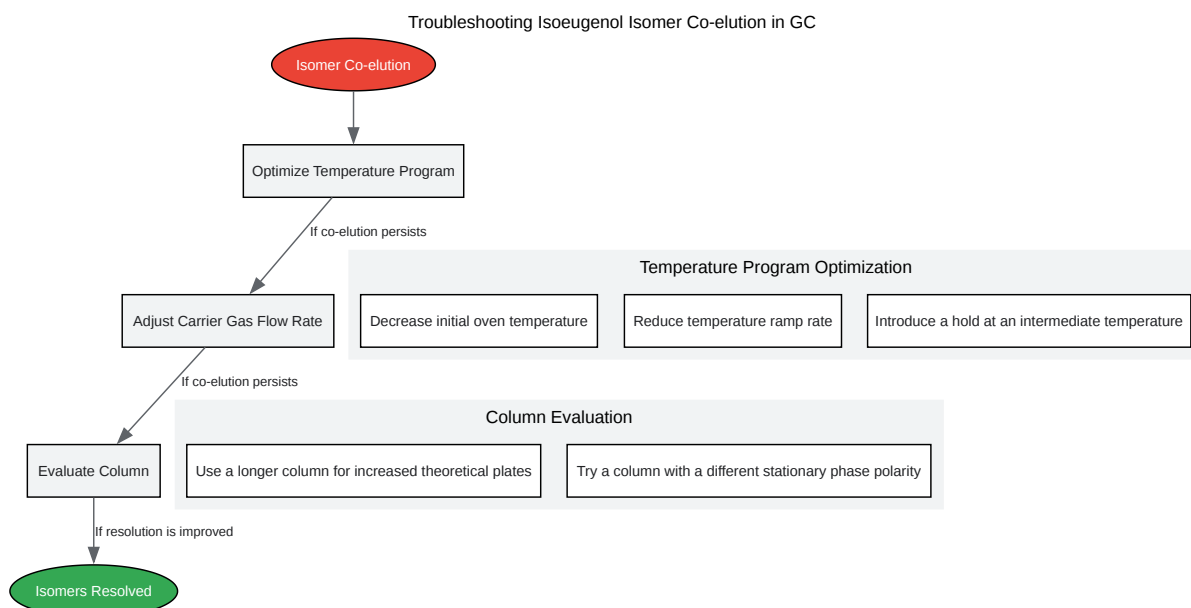 Troubleshooting Isoeugenol Isomer Co-elution in GC
Isomer Co-elution
Optimize Temperature Program
If co-elution persists
Temperature Program Optimization
Adjust Carrier Gas Flow Rate
Decrease initial oven temperature
Reduce temperature ramp rate
Introduce a hold at an intermediate temperature
If co-elution persists
Column Evaluation
Evaluate Column
Use a longer column for increased theoretical plates
Try a column with a different stationary phase polarity
If resolution is improved
Isomers Resolved